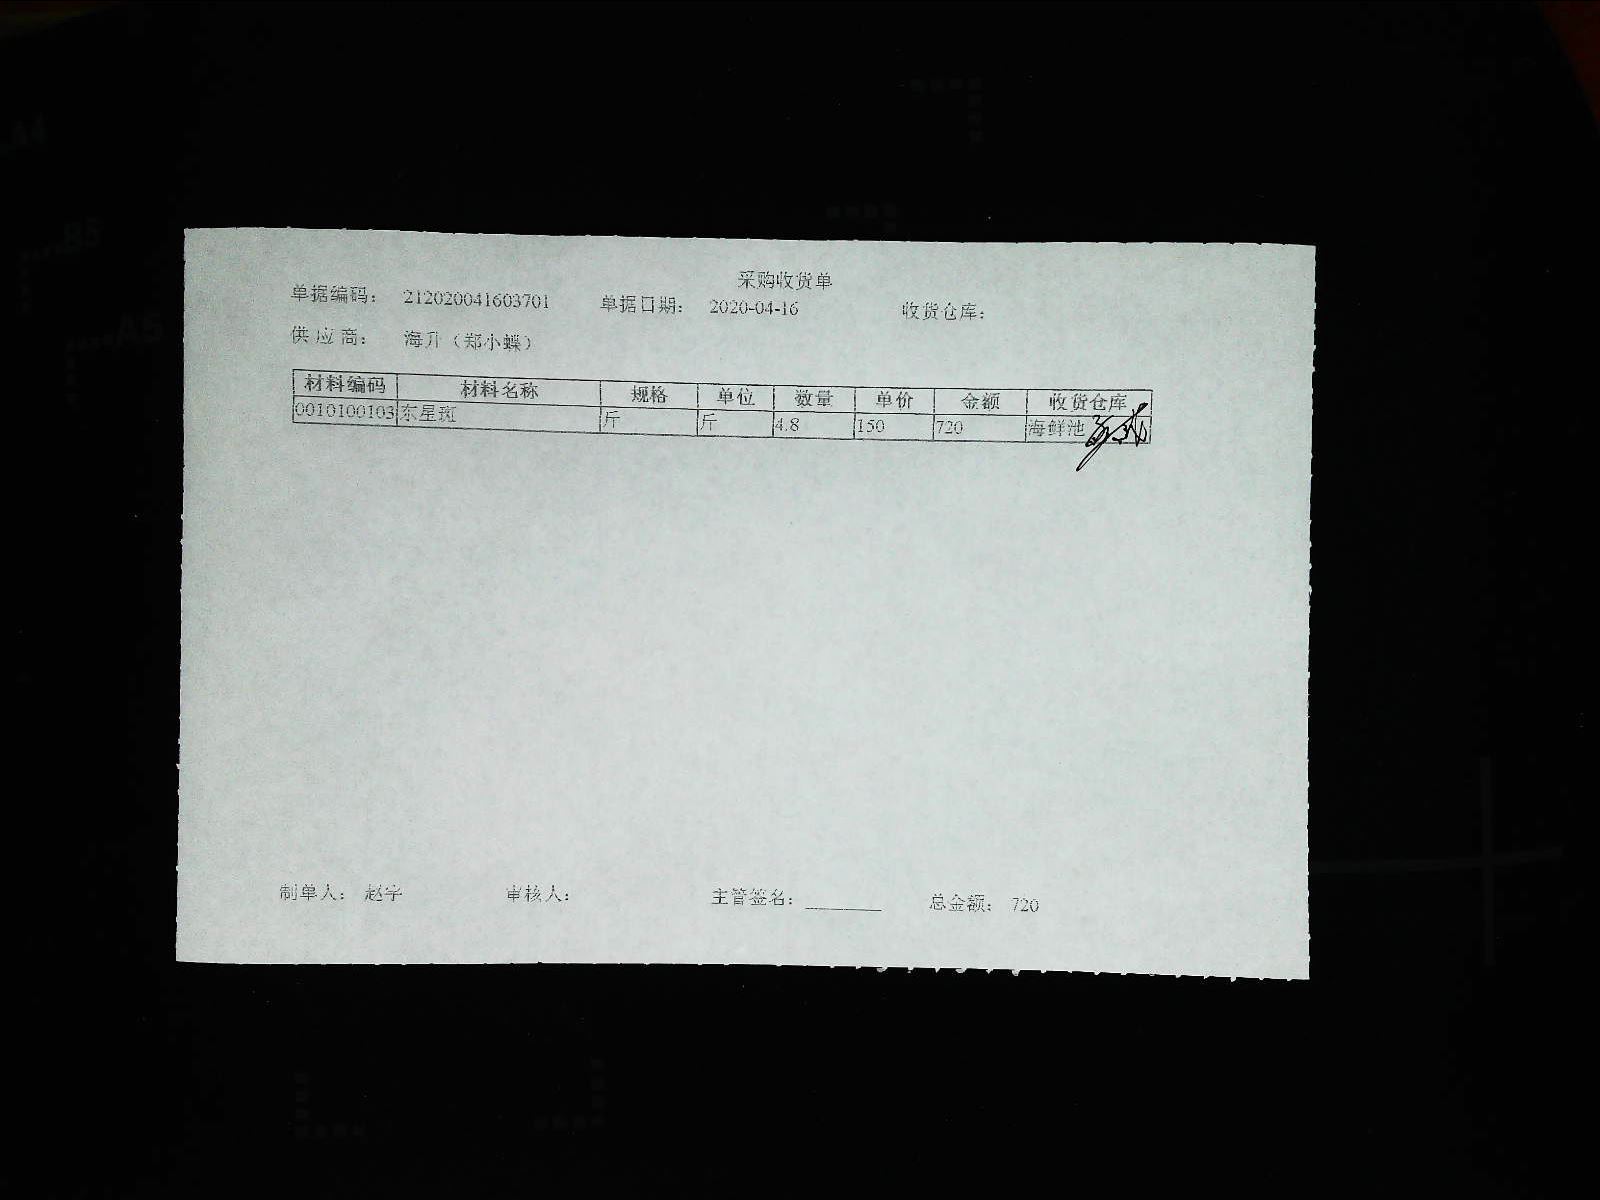 采购收货单
单据编码： 212020041603701 单据日期： 2020-04-16 收货仓库：
供应商： 海升（郑小蝶）
材料编码 材料名称 规格 单位 数量 单价 金额 收货仓库
0010100103 东星斑 斤 斤 4.8 150 720 海鲜池
制单人： 赵宇 审核人： 主管签名： ________ 总金额： 720
A4
B5
A5